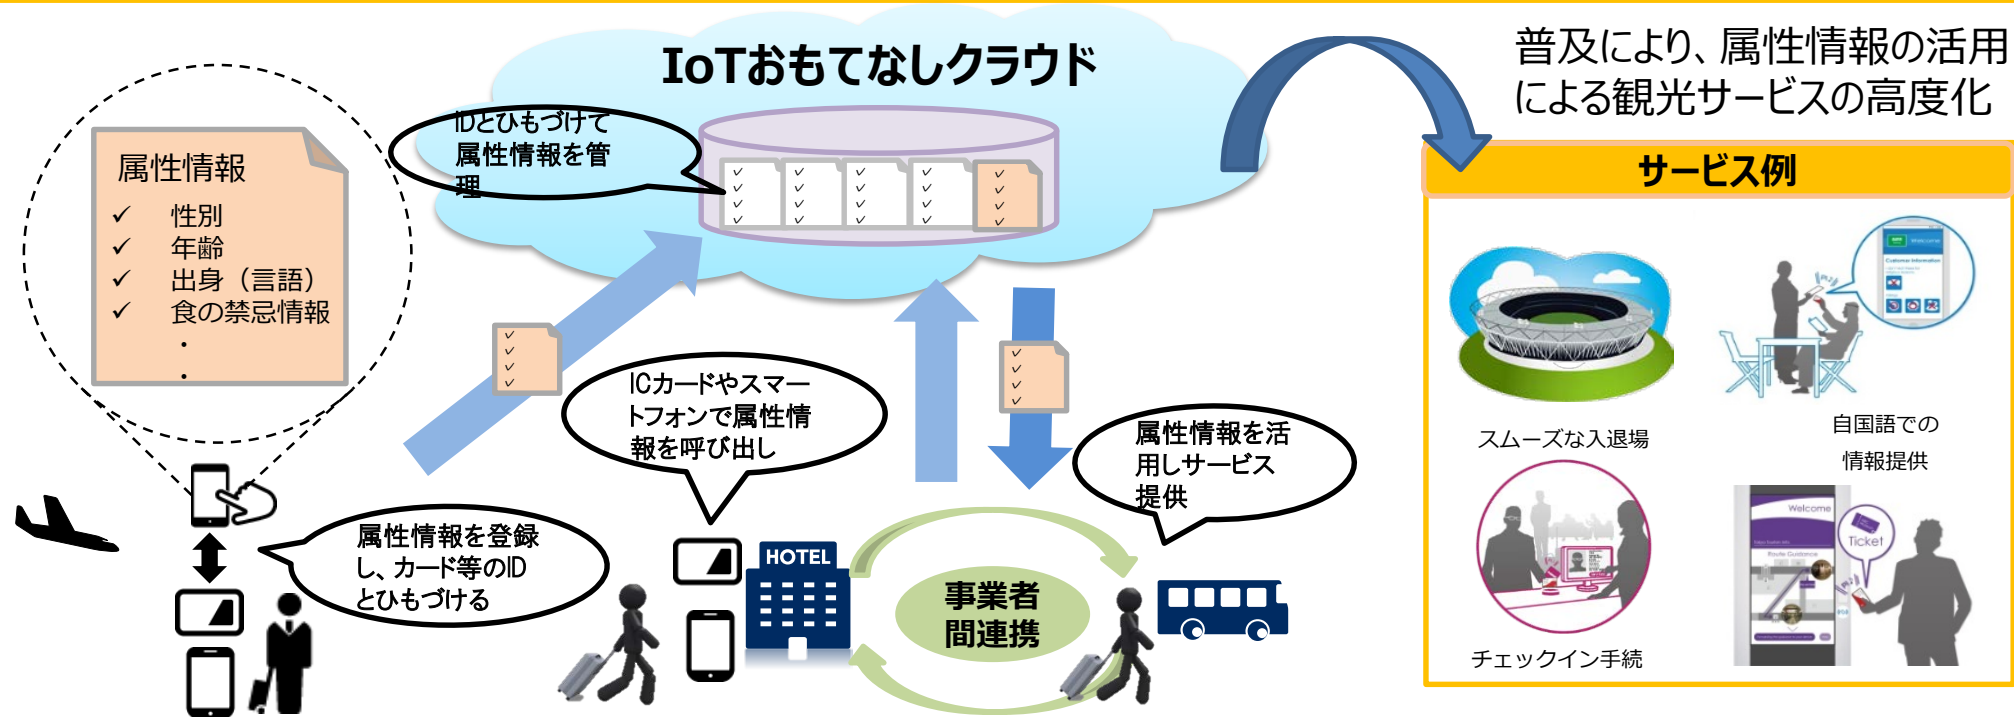 IoTおもてなしクラウド
普及により、属性情報の活用
による観光サービスの高度化
IDとひもづけて
属性情報を管
理
属性情報
✓ 性別
✓ 年齢
✓ 出身（言語）
✓ 食の禁忌情報
・
・
サービス例
Welcome
Customer Information
スムーズな入退場
自国語での
情報提供
ICカードやスマー
トフォンで属性情
報を呼び出し
属性情報を活
用しサービス
提供
属性情報を登録
し、カード等のID
とひもづける
HOTEL
事業者
間連携
Welcome
Route Guidance
Ticket
チェックイン手続